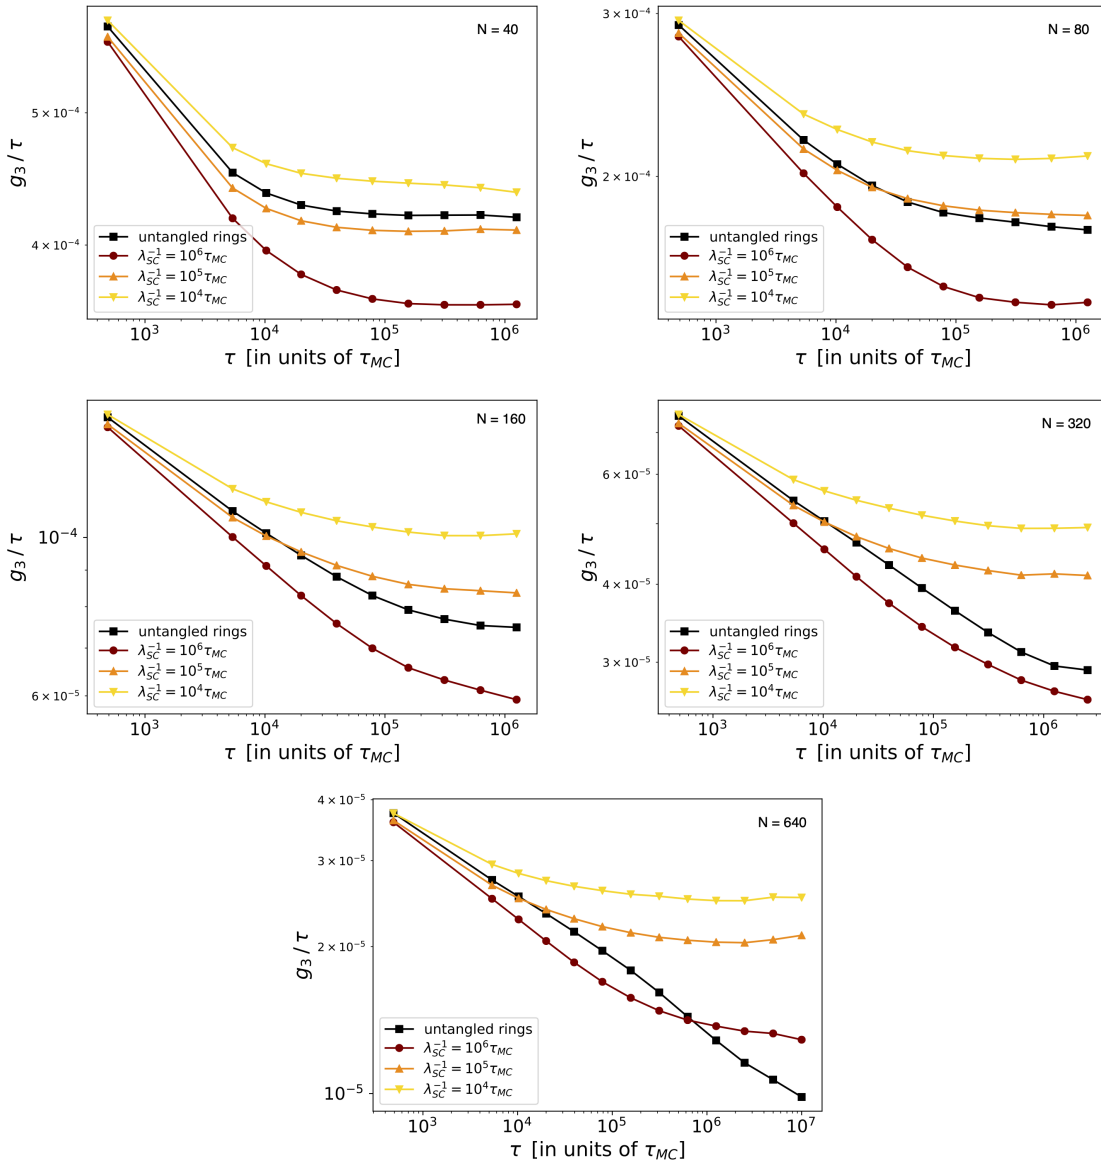 N = 40
5 × 10⁻⁴
4 × 10⁻⁴
g₃ / τ
untangled rings
λ_SC⁻¹ = 10⁶τ_MC
λ_SC⁻¹ = 10⁵τ_MC
λ_SC⁻¹ = 10⁴τ_MC
10³ 10⁴ 10⁵ 10⁶
τ [in units of τ_MC]
N = 80
3 × 10⁻⁴
2 × 10⁻⁴
g₃ / τ
untangled rings
λ_SC⁻¹ = 10⁶τ_MC
λ_SC⁻¹ = 10⁵τ_MC
λ_SC⁻¹ = 10⁴τ_MC
10³ 10⁴ 10⁵ 10⁶
τ [in units of τ_MC]
N = 160
10⁻⁴
6 × 10⁻⁵
g₃ / τ
untangled rings
λ_SC⁻¹ = 10⁶τ_MC
λ_SC⁻¹ = 10⁵τ_MC
λ_SC⁻¹ = 10⁴τ_MC
10³ 10⁴ 10⁵ 10⁶
τ [in units of τ_MC]
N = 320
6 × 10⁻⁵
4 × 10⁻⁵
3 × 10⁻⁵
g₃ / τ
untangled rings
λ_SC⁻¹ = 10⁶τ_MC
λ_SC⁻¹ = 10⁵τ_MC
λ_SC⁻¹ = 10⁴τ_MC
10³ 10⁴ 10⁵ 10⁶
τ [in units of τ_MC]
N = 640
4 × 10⁻⁵
3 × 10⁻⁵
2 × 10⁻⁵
10⁻⁵
g₃ / τ
untangled rings
λ_SC⁻¹ = 10⁶τ_MC
λ_SC⁻¹ = 10⁵τ_MC
λ_SC⁻¹ = 10⁴τ_MC
10³ 10⁴ 10⁵ 10⁶ 10⁷
τ [in units of τ_MC]